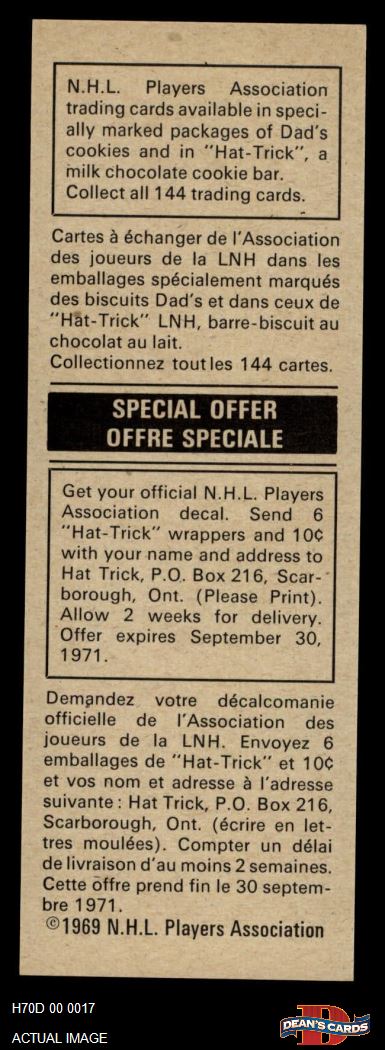 N.H.L. Players Association
trading cards available in speci-
ally marked packages of Dad's
cookies and in "Hat-Trick", a
milk chocolate cookie bar.
Collect all 144 trading cards.
Cartes à échanger de l'Association
des joueurs de la LNH dans les
emballages spécialement marqués
des biscuits Dad's et dans ceux de
"Hat-Trick" LNH, barre-biscuit au
chocolat au lait.
Collectionnez toutles 144 cartes.
SPECIAL OFFER
OFFRE SPECIALE
Get your official N.H.L. Players
Association decal. Send 6
"Hat-Trick" wrappers and 10¢
with your name and address to
Hat Trick, P.O. Box 216, Scar-
borough, Ont. (Please Print).
Allow 2 weeks for delivery.
Offer expires September 30,
1971.
Demandez votre décalcomanie
officielle de l'Association des
joueurs de la LNH. Envoyez 6
emballages de "Hat-Trick" et 10¢
et vos nom et adresse à l'adresse
suivante : Hat Trick, P.O. Box 216,
Scarborough, Ont. (écrire en let-
tres moulées). Compter un délai
de livraison d'au moins 2 semaines.
Cette offre prend fin le 30 septem-
bre 1971.
©1969 N.H.L. Players Association
H70D 00 0017
ACTUAL IMAGE
D
DEAN'S CARDS